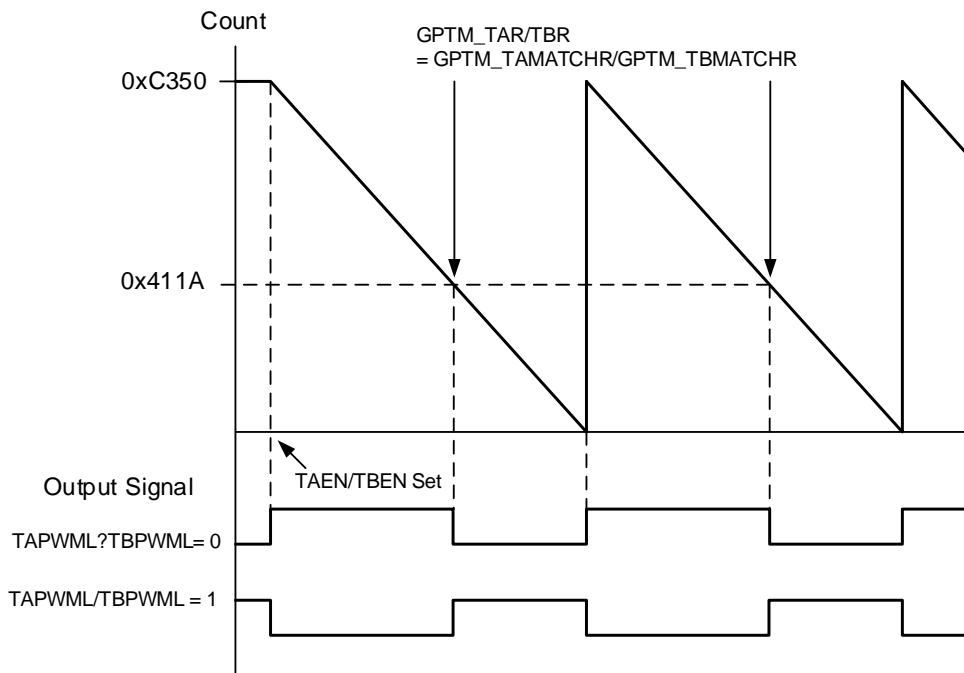 Count
GPTM_TAR/TBR
= GPTM_TAMATCHR/GPTM_TBMATCHR
0xC350
0x411A
TAEN/TBEN Set
Output Signal
TAPWML?TBPWML= 0
TAPWML/TBPWML = 1